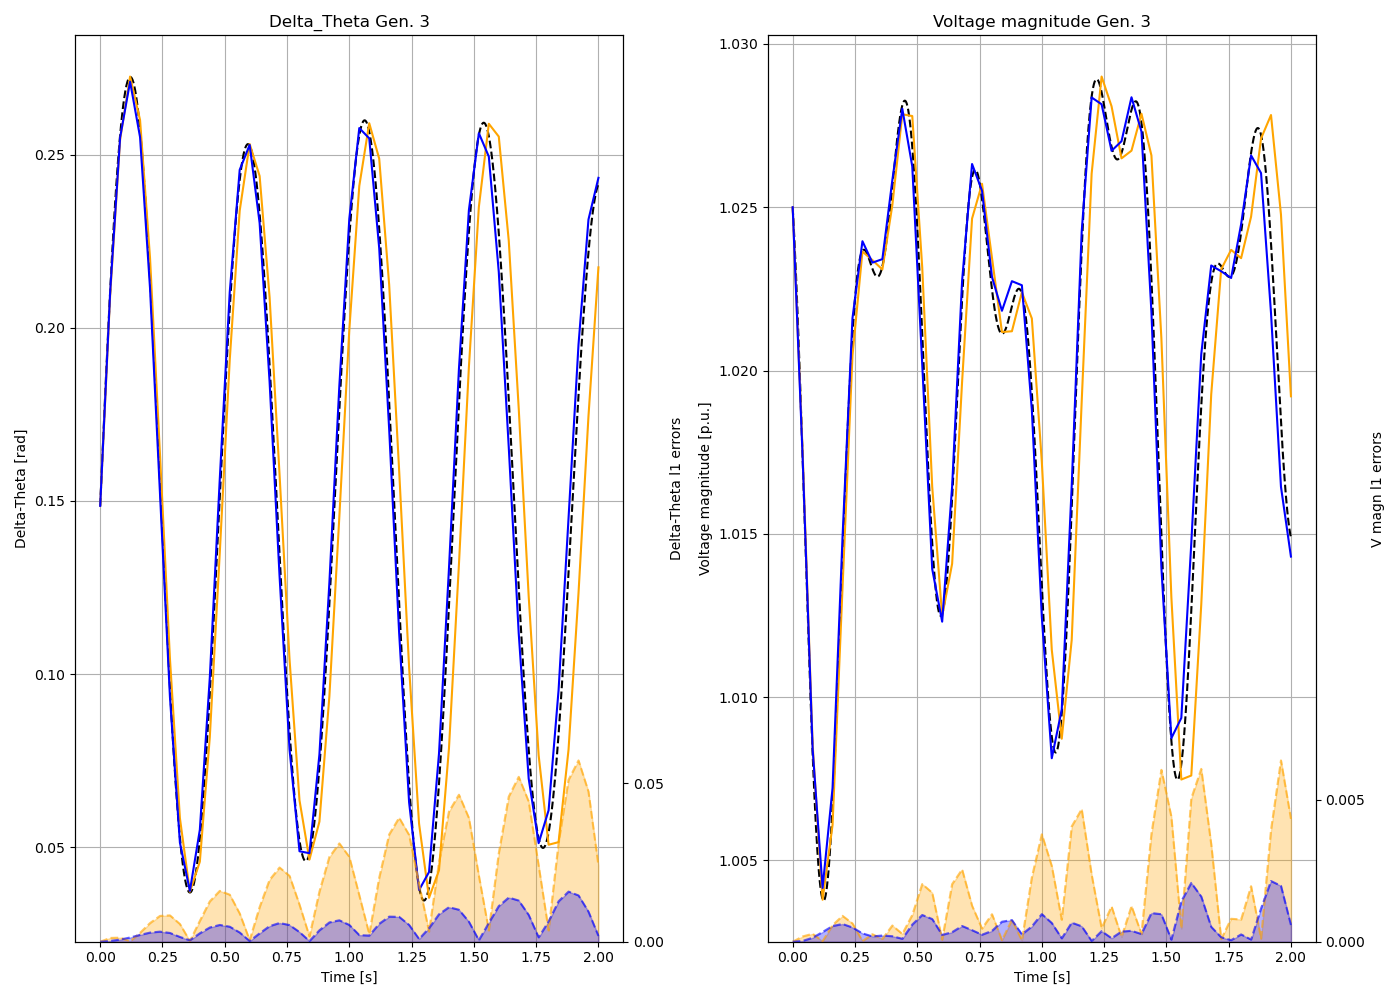 Delta_Theta Gen. 3
Delta-Theta [rad]
0.25
0.20
0.15
0.10
0.05
0.00 0.25 0.50 0.75 1.00 1.25 1.50 1.75 2.00
Time [s]
0.05
0.00
Delta-Theta l1 errors
Voltage magnitude Gen. 3
Voltage magnitude [p.u.]
1.030
1.025
1.020
1.015
1.010
1.005
0.00 0.25 0.50 0.75 1.00 1.25 1.50 1.75 2.00
Time [s]
0.005
0.000
V magn l1 errors